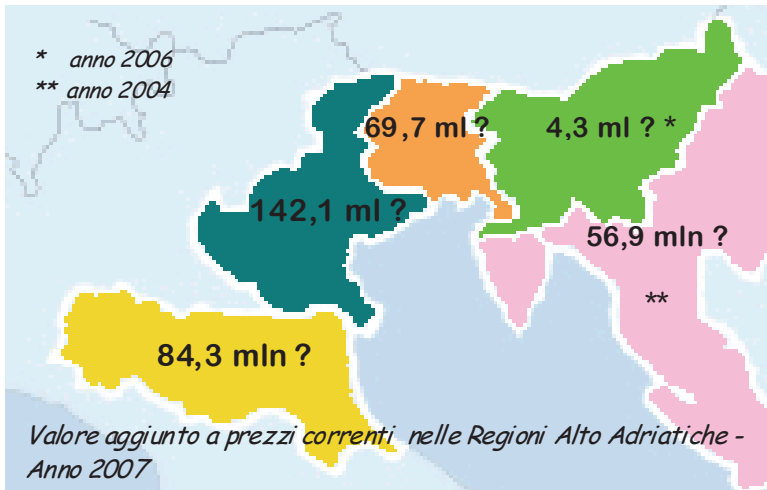 * anno 2006
** anno 2004
69,7 ml ?
4,3 ml ? *
142,1 ml ?
56,9 mln ?
**
84,3 mln ?
Valore aggiunto a prezzi correnti nelle Regioni Alto Adriatiche -
Anno 2007